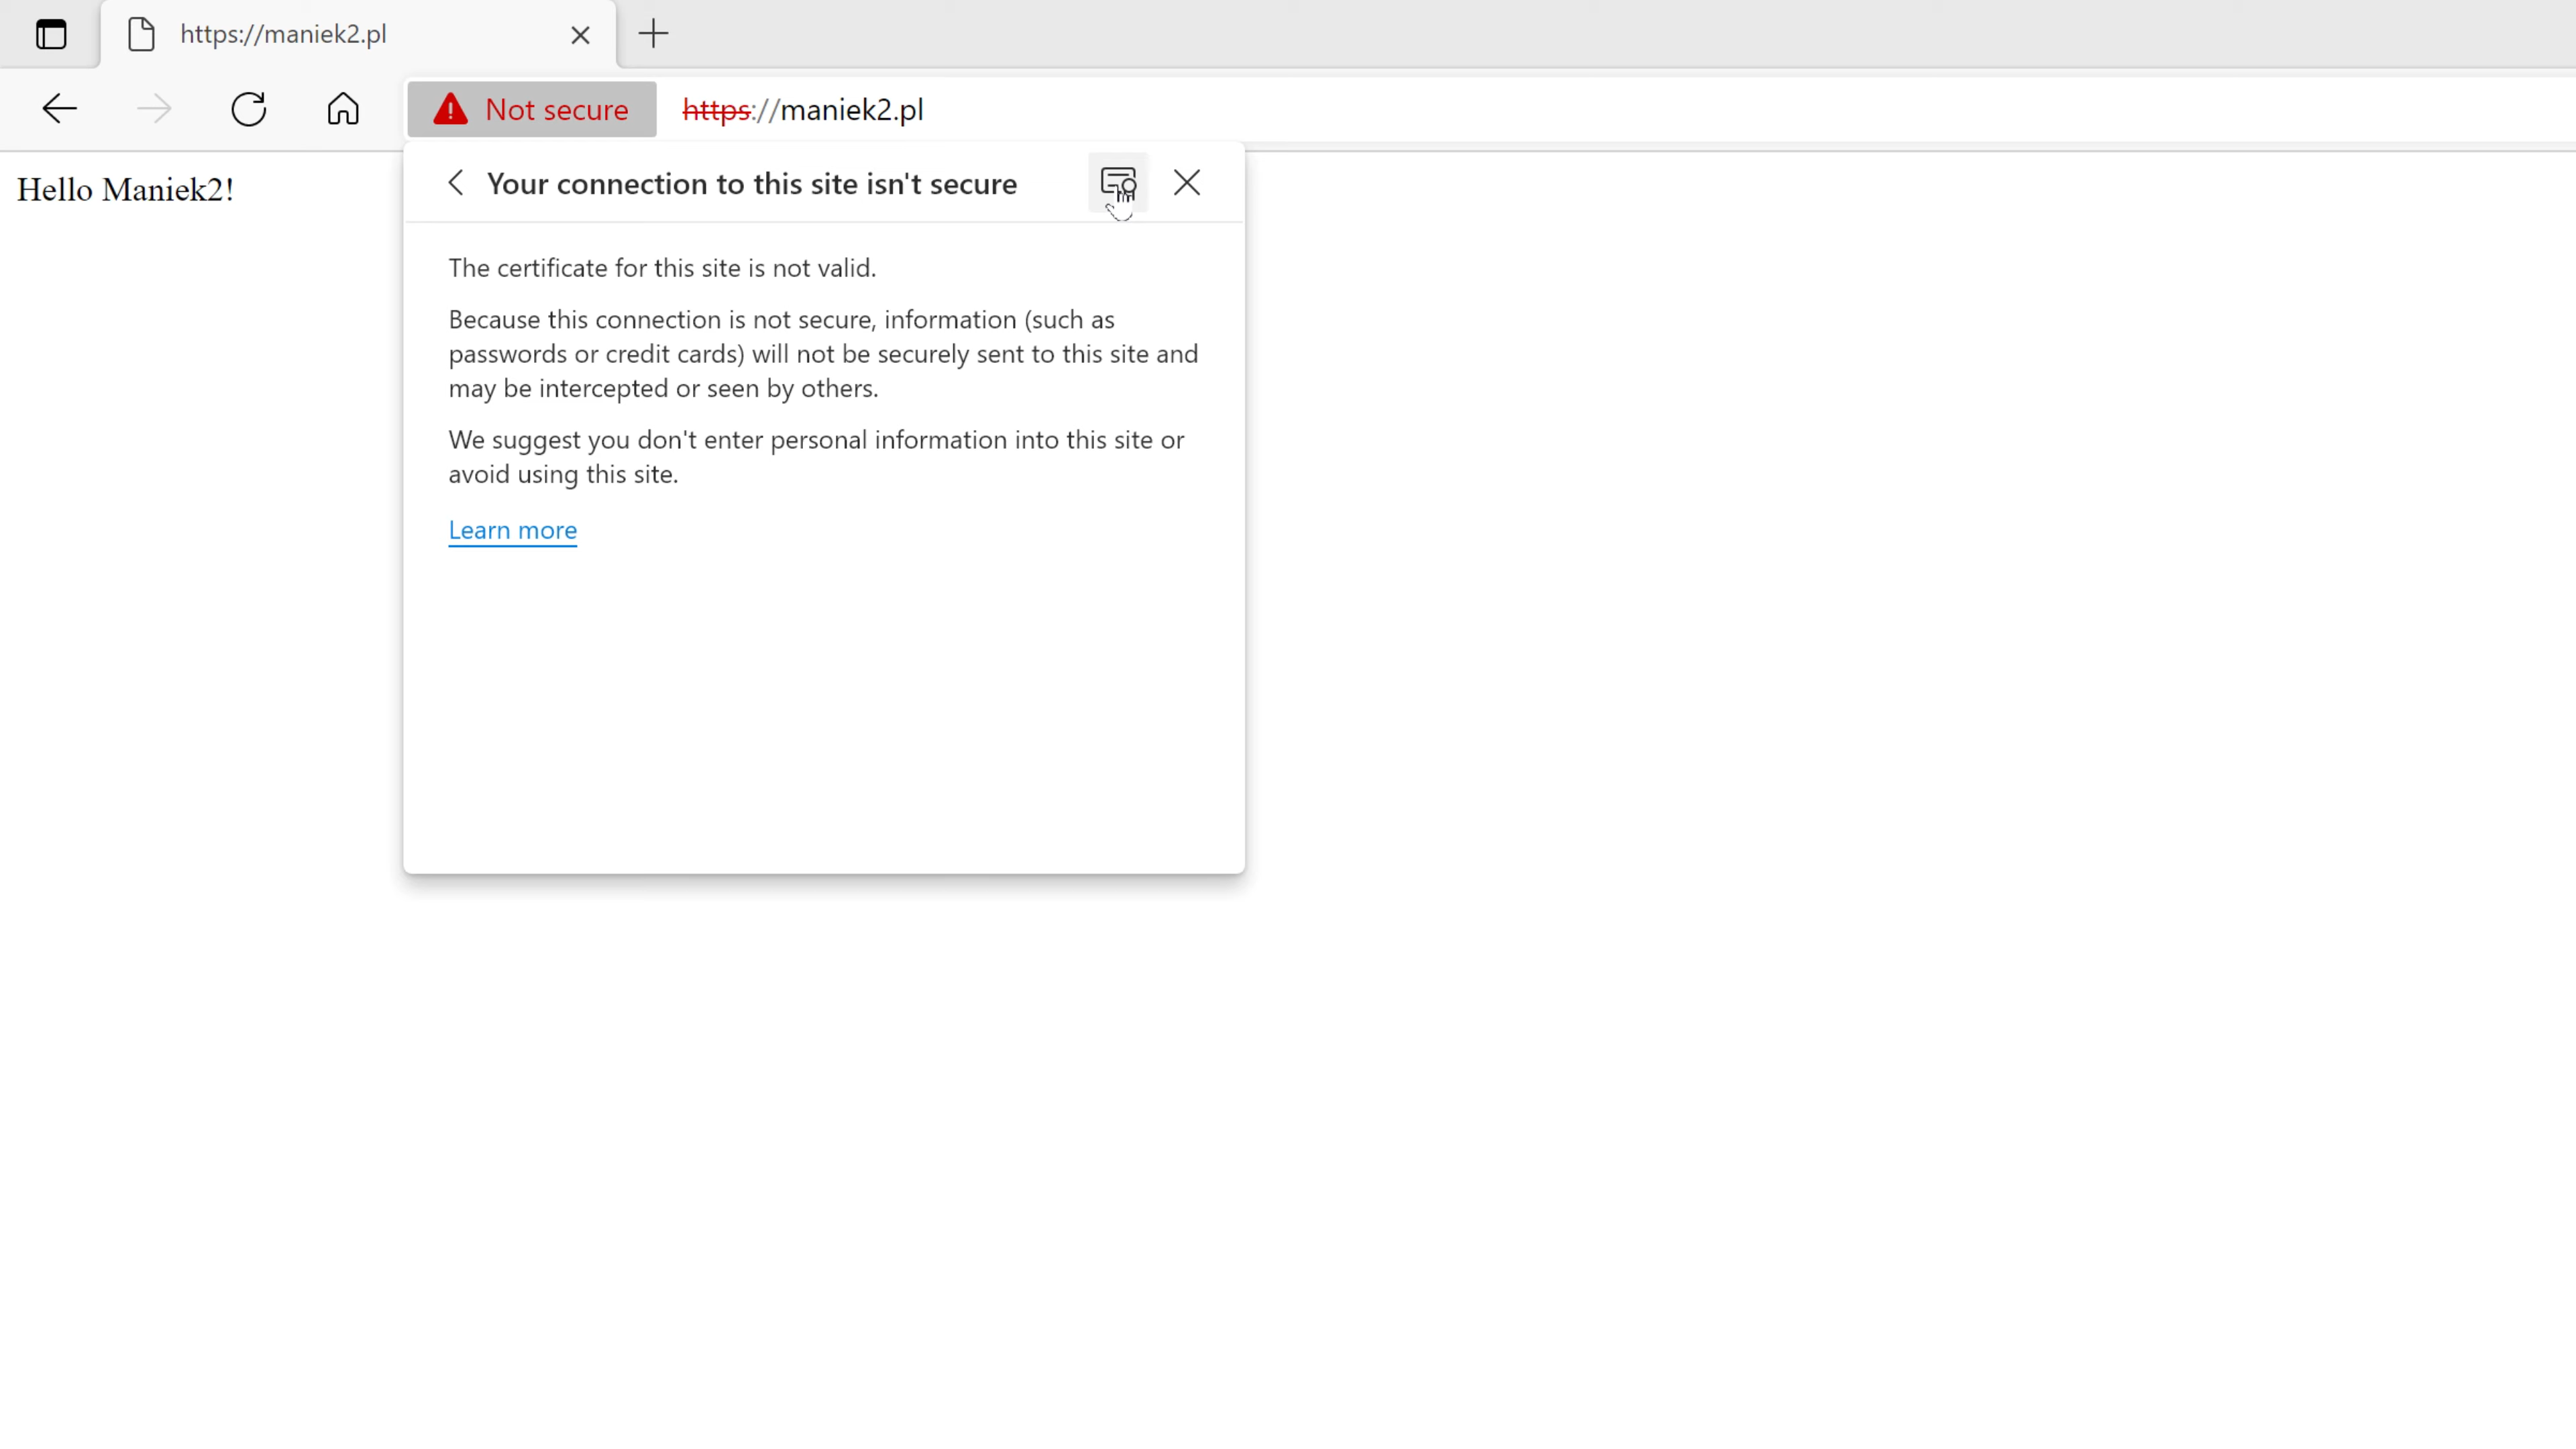 https://maniek2.pl
Not secure
https://maniek2.pl
Hello Maniek2!
Your connection to this site isn't secure
The certificate for this site is not valid.
Because this connection is not secure, information (such as
passwords or credit cards) will not be securely sent to this site and
may be intercepted or seen by others.
We suggest you don't enter personal information into this site or
avoid using this site.
Learn more